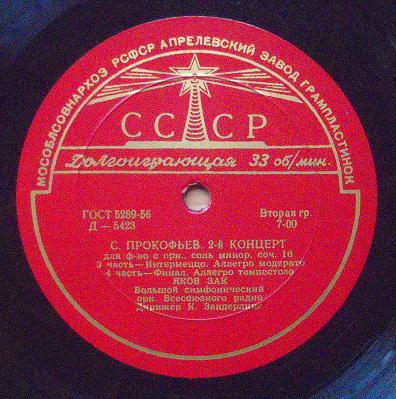 МОСОБЛСОВНАРХОЗ РСФСР АПРЕЛЕВСКИЙ ЗАВОД ГРАМПЛАСТИНОК
СССР
Долгоиграющая 33 об/мин.
ГОСТ 5289-56 Вторая гр.
Д — 5423 7-00
С. ПРОКОФЬЕВ. 2-й КОНЦЕРТ
для ф-но с орк., соль минор, соч. 16
3 часть—Интермеццо. Аллегро модерато
4 часть—Финал. Аллегро темпестозо
ЯКОВ ЗАК
Большой симфонический
орк. Всесоюзного радио
Дирижер К. Зандерлинг